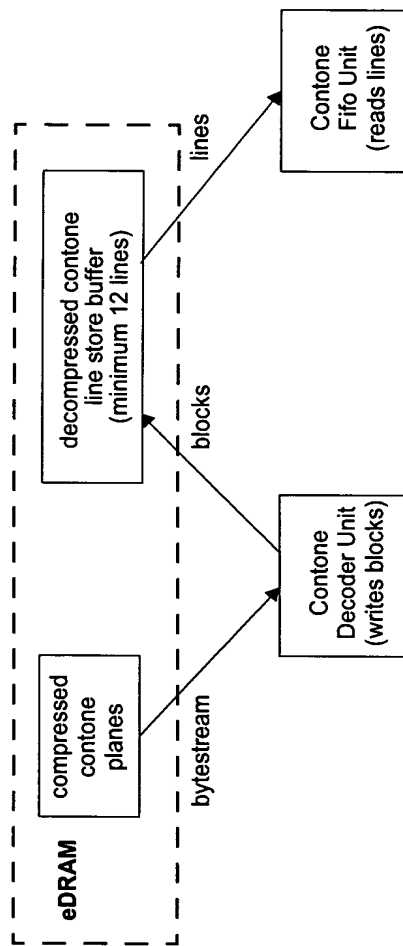 eDRAM
compressed
contone
planes
decompressed contone
line store buffer
(minimum 12 lines)
bytestream
blocks
lines
Contone
Decoder Unit
(writes blocks)
Contone
Fifo Unit
(reads lines)